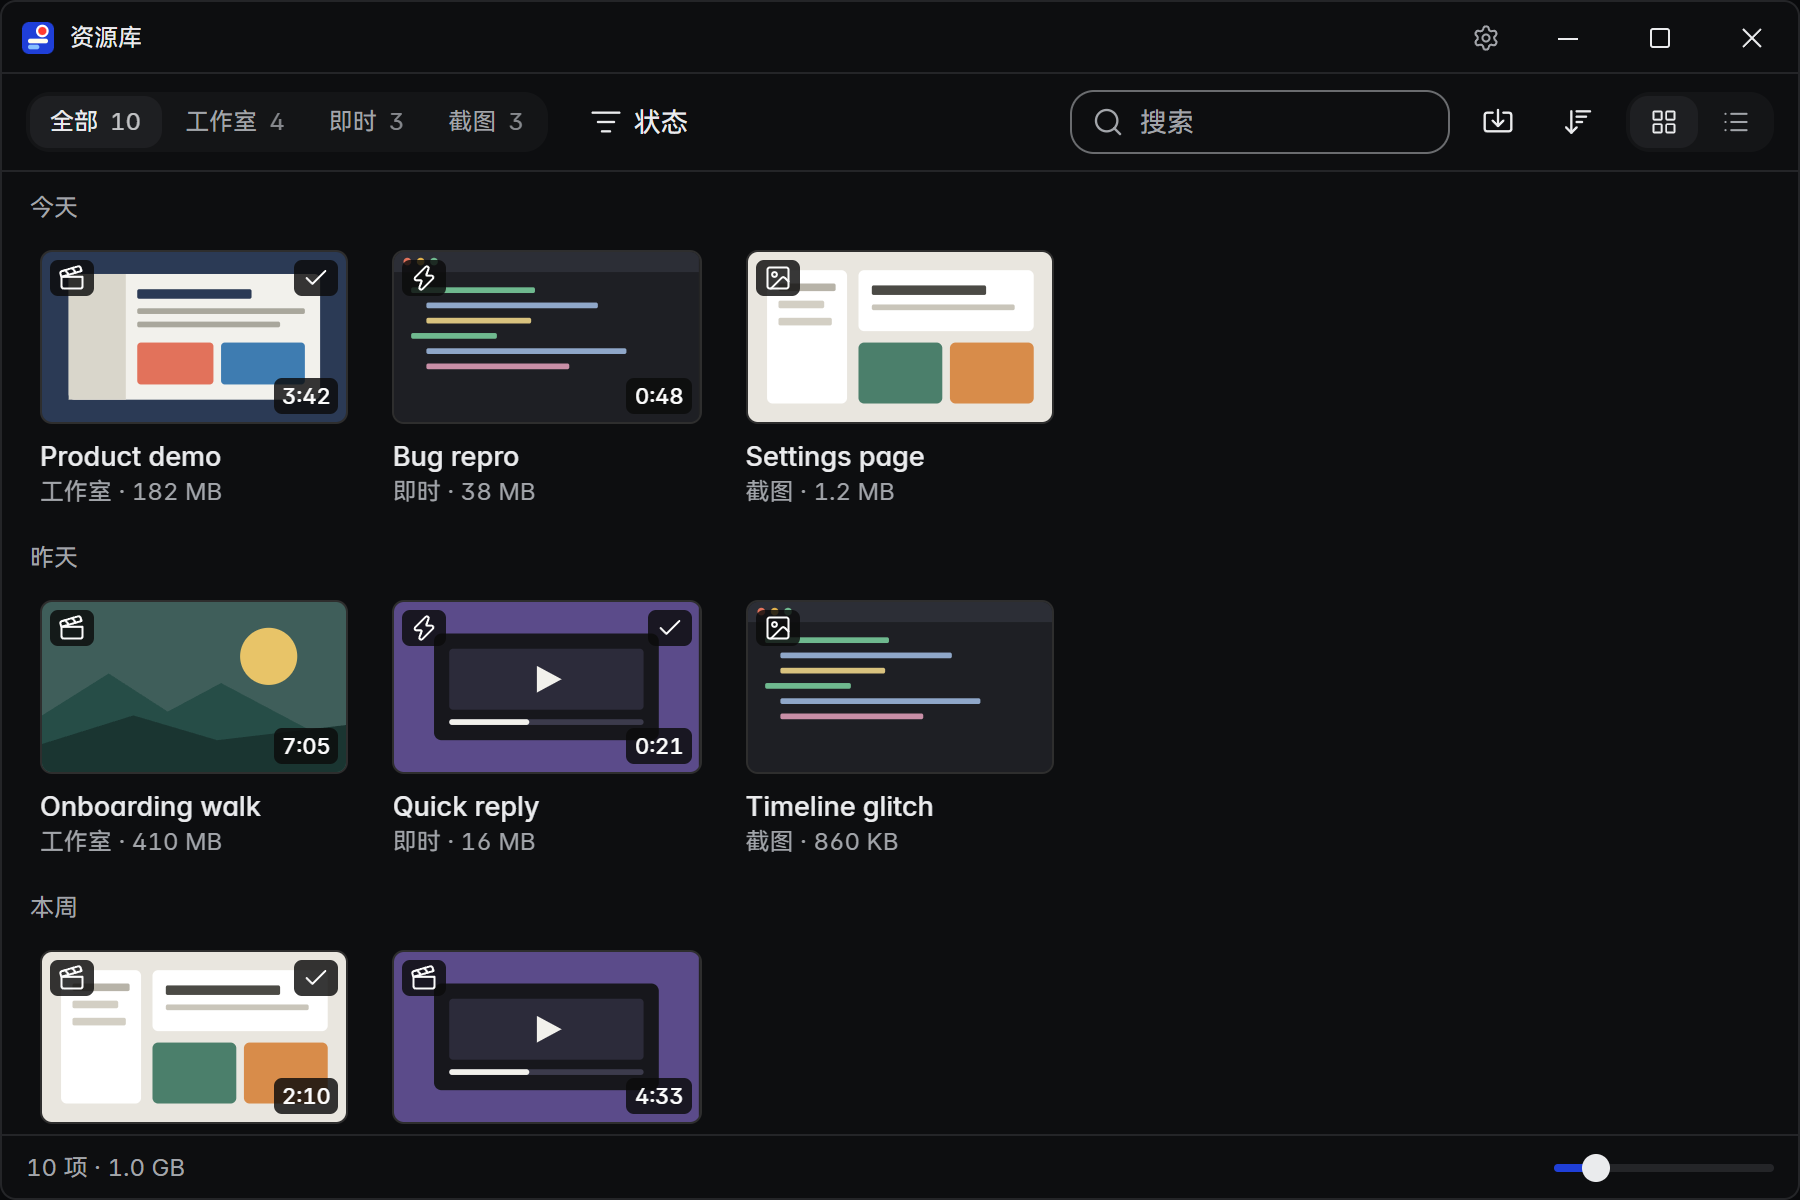 资源库
全部 10 工作室 4 即时 3 截图 3 状态 搜索
今天
3:42 0:48
Product demo Bug repro Settings page
工作室 · 182 MB 即时 · 38 MB 截图 · 1.2 MB
昨天
7:05 0:21
Onboarding walk Quick reply Timeline glitch
工作室 · 410 MB 即时 · 16 MB 截图 · 860 KB
本周
2:10 4:33
10 项 · 1.0 GB